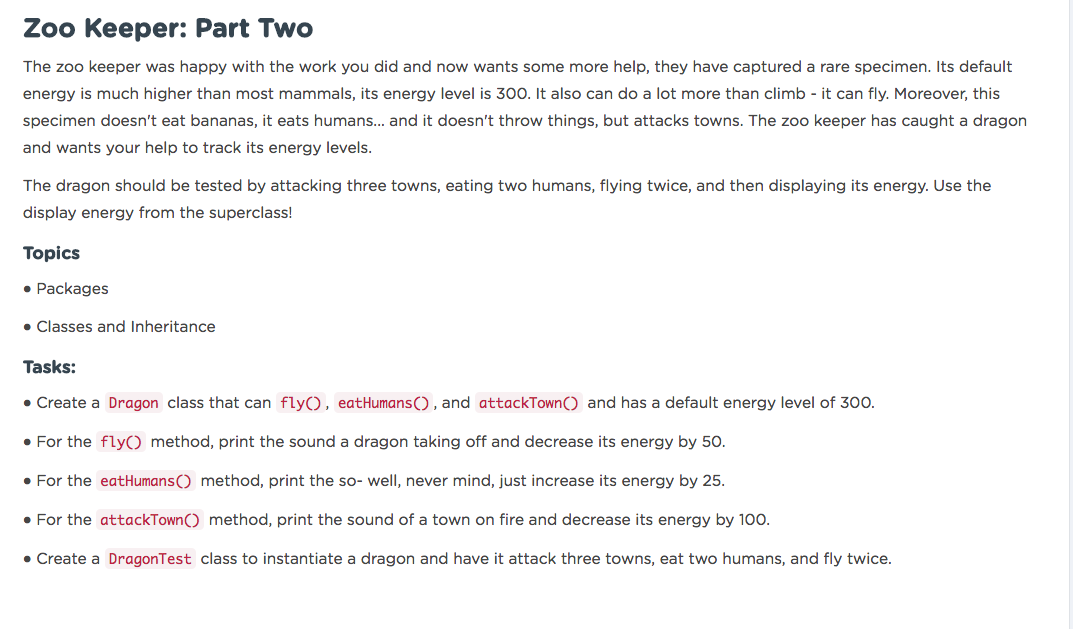 Zoo Keeper: Part Two
The zoo keeper was happy with the work you did and now wants some more help, they have captured a rare specimen. Its default
energy is much higher than most mammals, its energy level is 300. It also can do a lot more than climb - it can fly. Moreover, this
specimen doesn't eat bananas, it eats humans... and it doesn't throw things, but attacks towns. The zoo keeper has caught a dragon
and wants your help to track its energy levels.
The dragon should be tested by attacking three towns, eating two humans, flying twice, and then displaying its energy. Use the
display energy from the superclass!
Topics
• Packages
• Classes and Inheritance
Tasks:
• Create a Dragon class that can fly(), eatHumans(), and attackTown() and has a default energy level of 300.
• For the fly() method, print the sound a dragon taking off and decrease its energy by 50.
• For the eatHumans() method, print the so- well, never mind, just increase its energy by 25.
• For the attackTown() method, print the sound of a town on fire and decrease its energy by 100.
• Create a DragonTest class to instantiate a dragon and have it attack three towns, eat two humans, and fly twice.